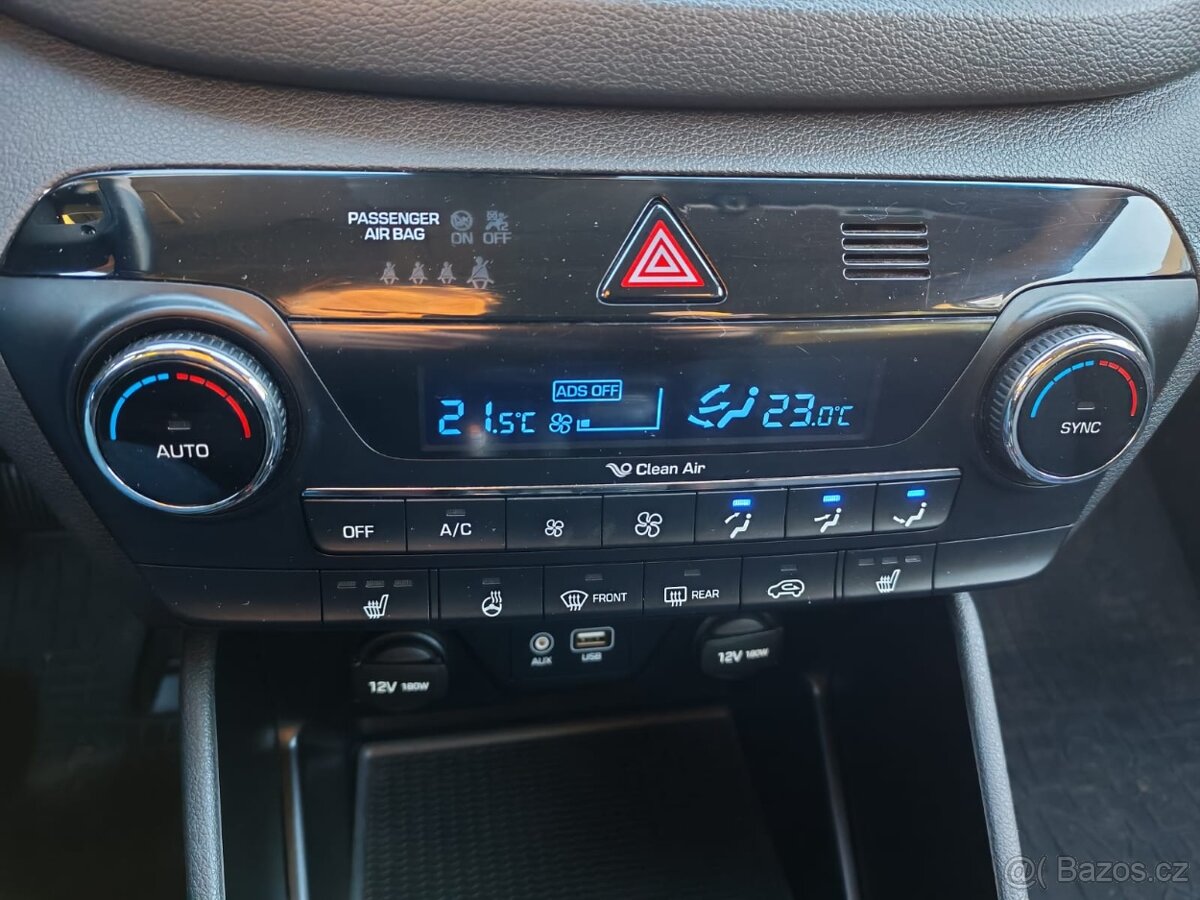 PASSENGER
AIR BAG
ON OFF
ADS OFF
21.5°C
23.0°C
Clean Air
AUTO
SYNC
OFF
A/C
FRONT
REAR
AUX
USB
12V 180W
12V 180W
@( Bazos.cz